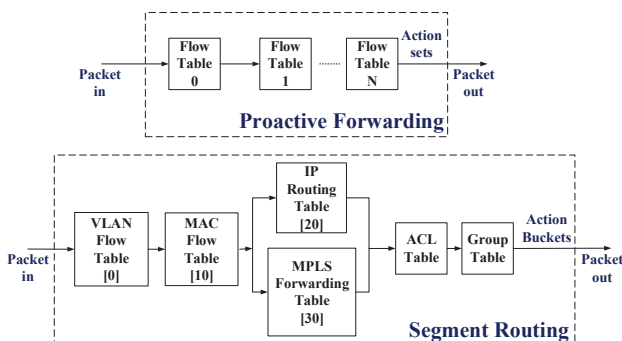 Packet in
Flow Table 0
Flow Table 1
........
Flow Table N
Action sets
Packet out
Proactive Forwarding
Packet in
VLAN Flow Table [0]
MAC Flow Table [10]
IP Routing Table [20]
MPLS Forwarding Table [30]
ACL Table
Group Table
Action Buckets
Packet out
Segment Routing